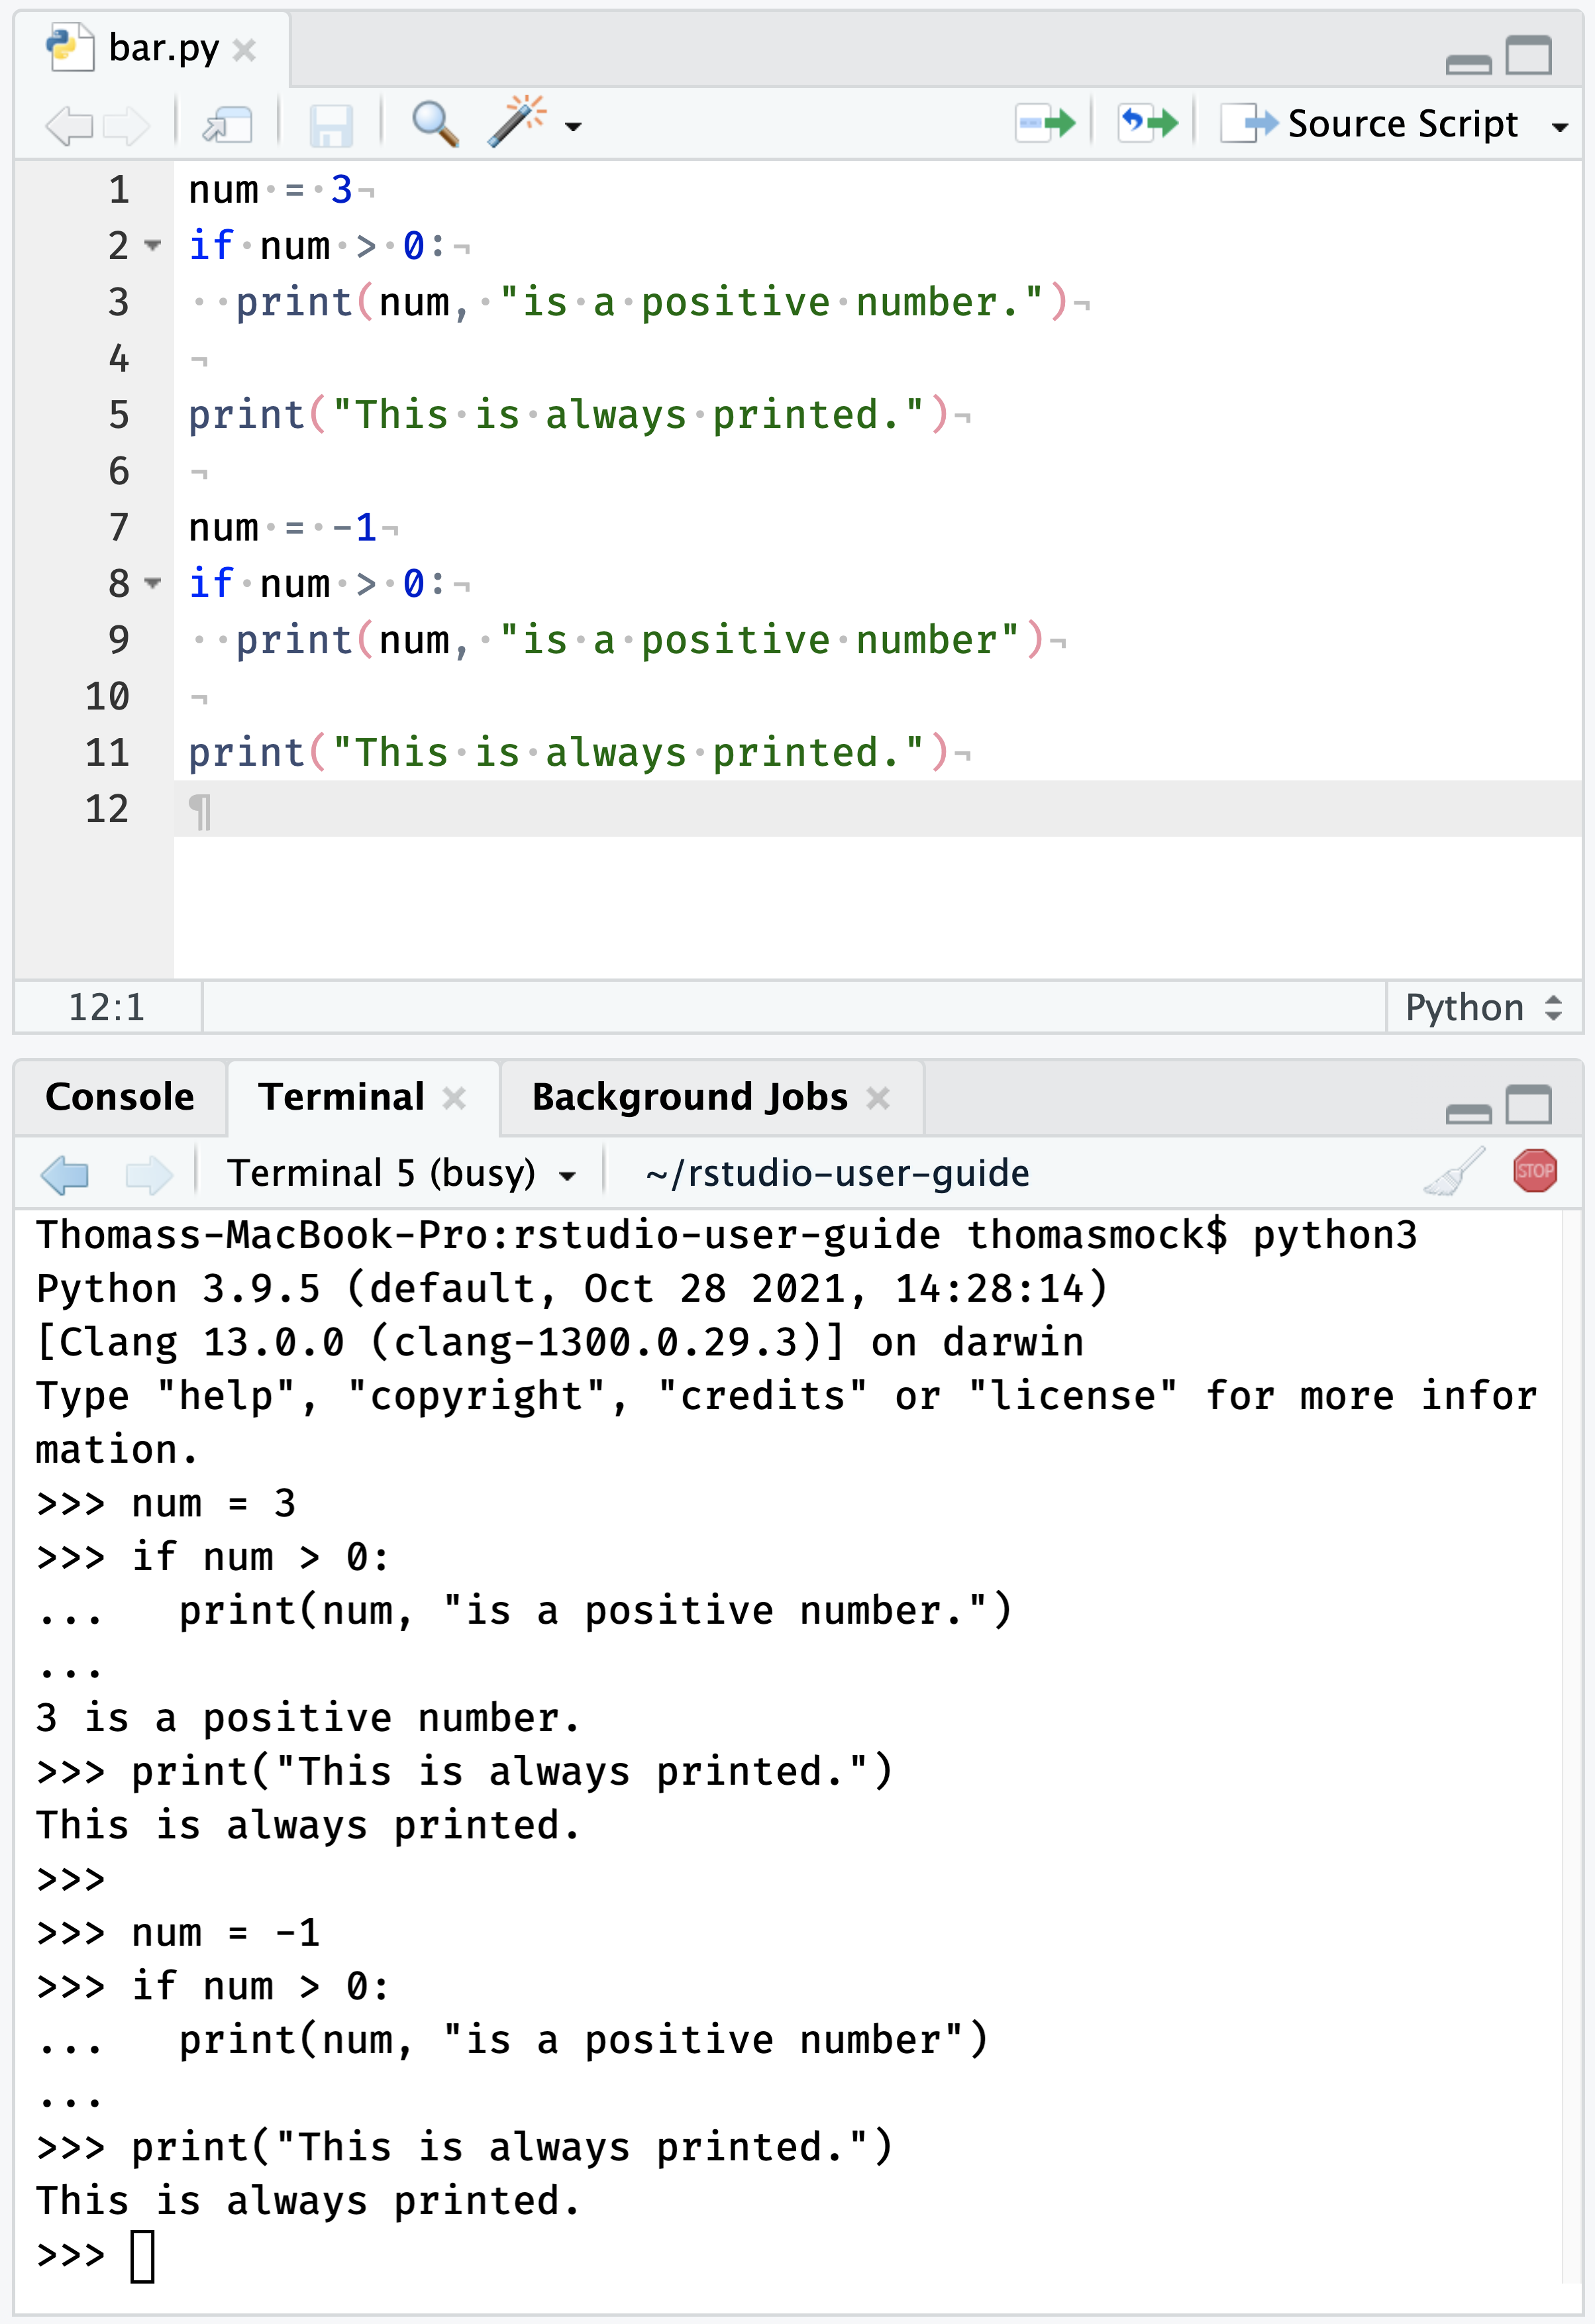 bar.py
Source Script
1 num = 3
2 if num > 0:
3   print(num, "is a positive number.")
4
5 print("This is always printed.")
6
7 num = -1
8 if num > 0:
9   print(num, "is a positive number")
10
11 print("This is always printed.")
12
12:1 Python
Console Terminal Background Jobs
Terminal 5 (busy) ~/rstudio-user-guide STOP
Thomass-MacBook-Pro:rstudio-user-guide thomasmock$ python3
Python 3.9.5 (default, Oct 28 2021, 14:28:14)
[Clang 13.0.0 (clang-1300.0.29.3)] on darwin
Type "help", "copyright", "credits" or "license" for more infor
mation.
>>> num = 3
>>> if num > 0:
...   print(num, "is a positive number.")
...
3 is a positive number.
>>> print("This is always printed.")
This is always printed.
>>>
>>> num = -1
>>> if num > 0:
...   print(num, "is a positive number")
...
>>> print("This is always printed.")
This is always printed.
>>>